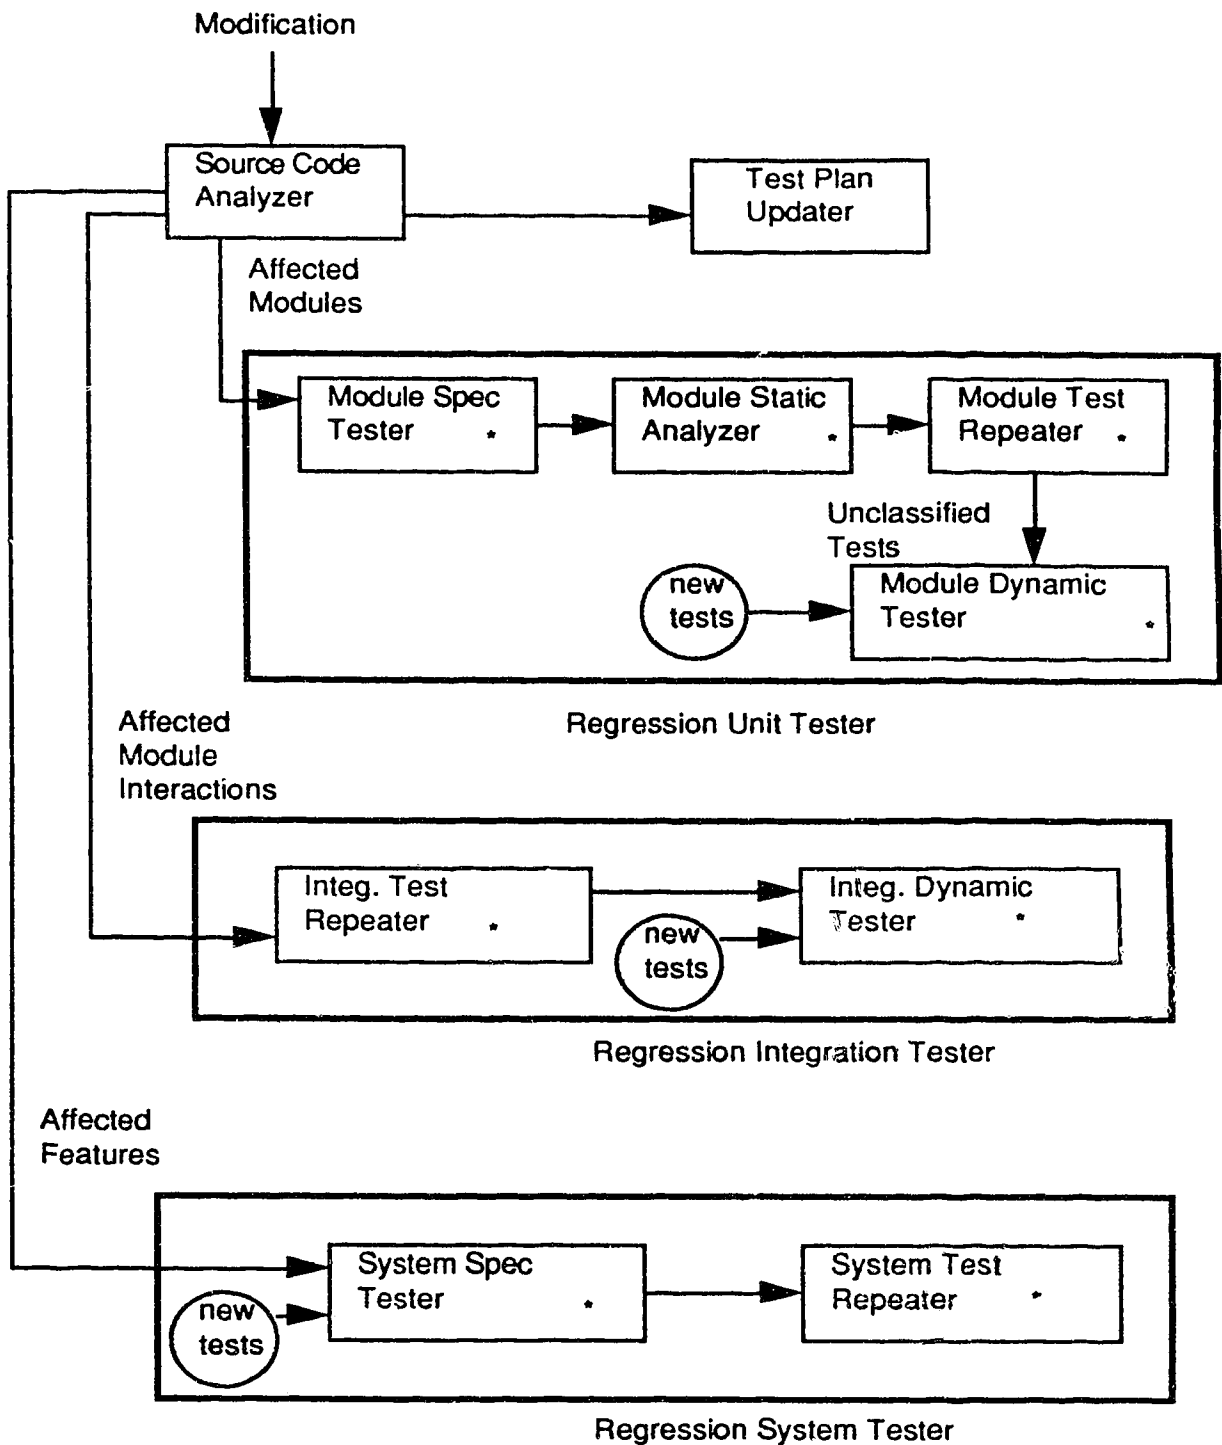 Modification
Source Code
Analyzer
Test Plan
Updater
Affected
Modules
Module Spec
Tester *
Module Static
Analyzer *
Module Test
Repeater *
Unclassified
Tests
new
tests
Module Dynamic
Tester *
Regression Unit Tester
Affected
Module
Interactions
Integ. Test
Repeater *
new
tests
Integ. Dynamic
Tester *
Regression Integration Tester
Affected
Features
System Spec
Tester *
new
tests
System Test
Repeater *
Regression System Tester